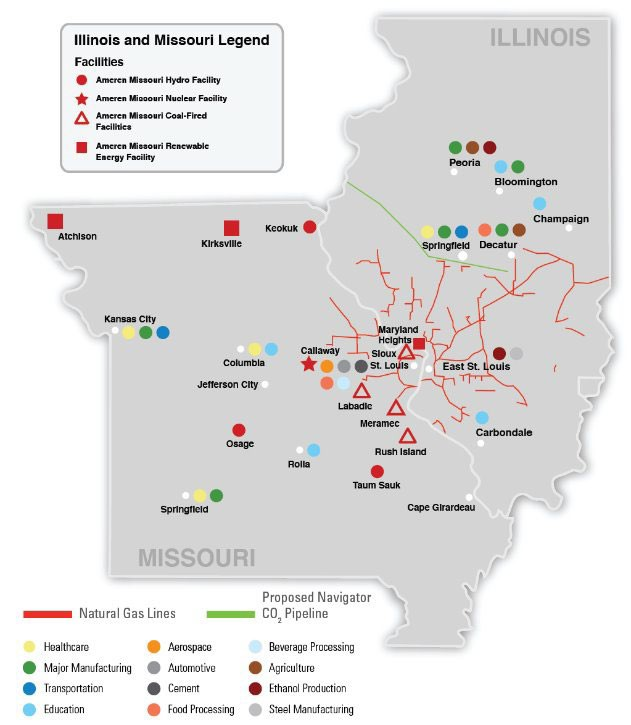 ILLINOIS
Illinois and Missouri Legend
Facilities
Ameren Missouri Hydro Facility
Ameren Missouri Nuclear Facility
Ameren Missouri Coal-Fired
Facilities
Ameren Missouri Renewable
Energy Facility
Peoria
Bloomington
Champaign
Springfield
Decatur
Atchison
Kirksville
Keokuk
Kansas City
Columbia
Jefferson City
Callaway
Maryland
Heights
Sioux
St. Louis
East St. Louis
Labadie
Meramec
Rush Island
Carbondale
Osage
Rolla
Taum Sauk
Springfield
Cape Girardeau
MISSOURI
Natural Gas Lines
Proposed Navigator
CO2 Pipeline
Healthcare
Aerospace
Beverage Processing
Major Manufacturing
Automotive
Agriculture
Transportation
Cement
Ethanol Production
Education
Food Processing
Steel Manufacturing